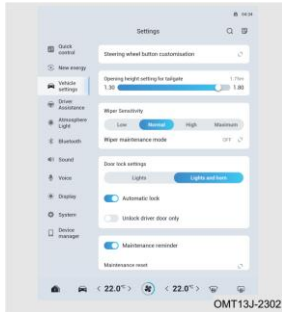 Settings
Quick
control
Steering wheel button customisation
New energy
Vehicle
settings
Opening height setting for tailgate
1.30
1.80
Driver
Assistance
Wiper Sensitivity
Atmosphere
Light
Low Normal High Maximum
Bluetooth
Wiper maintenance mode OFF
Sound
Door lock settings
Voice
Lights Lights and horn
Display
Automatic lock
System
Unlock driver door only
Device
manager
Maintenance reminder
Maintenance reset
< 22.0°C > < 22.0°C >
OMT13J-2302